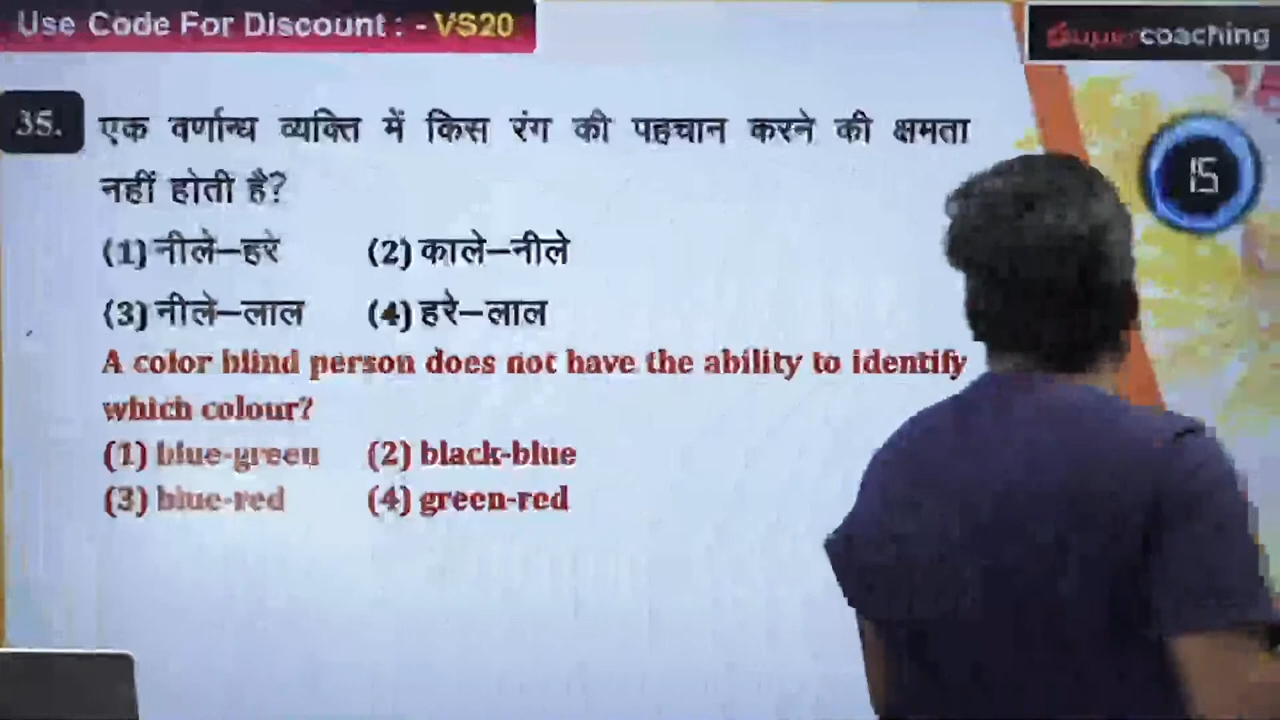 Use Code For Discount : - VS20
Supercoaching
35.
एक वर्णान्ध व्यक्ति में किस रंग की पहचान करने की क्षमता
नहीं होती है?
15
(1) नीले–हरे (2) काले–नीले
(3) नीले–लाल (4) हरे–लाल
A color blind person does not have the ability to identify
which colour?
(1) blue-green (2) black-blue
(3) blue-red (4) green-red